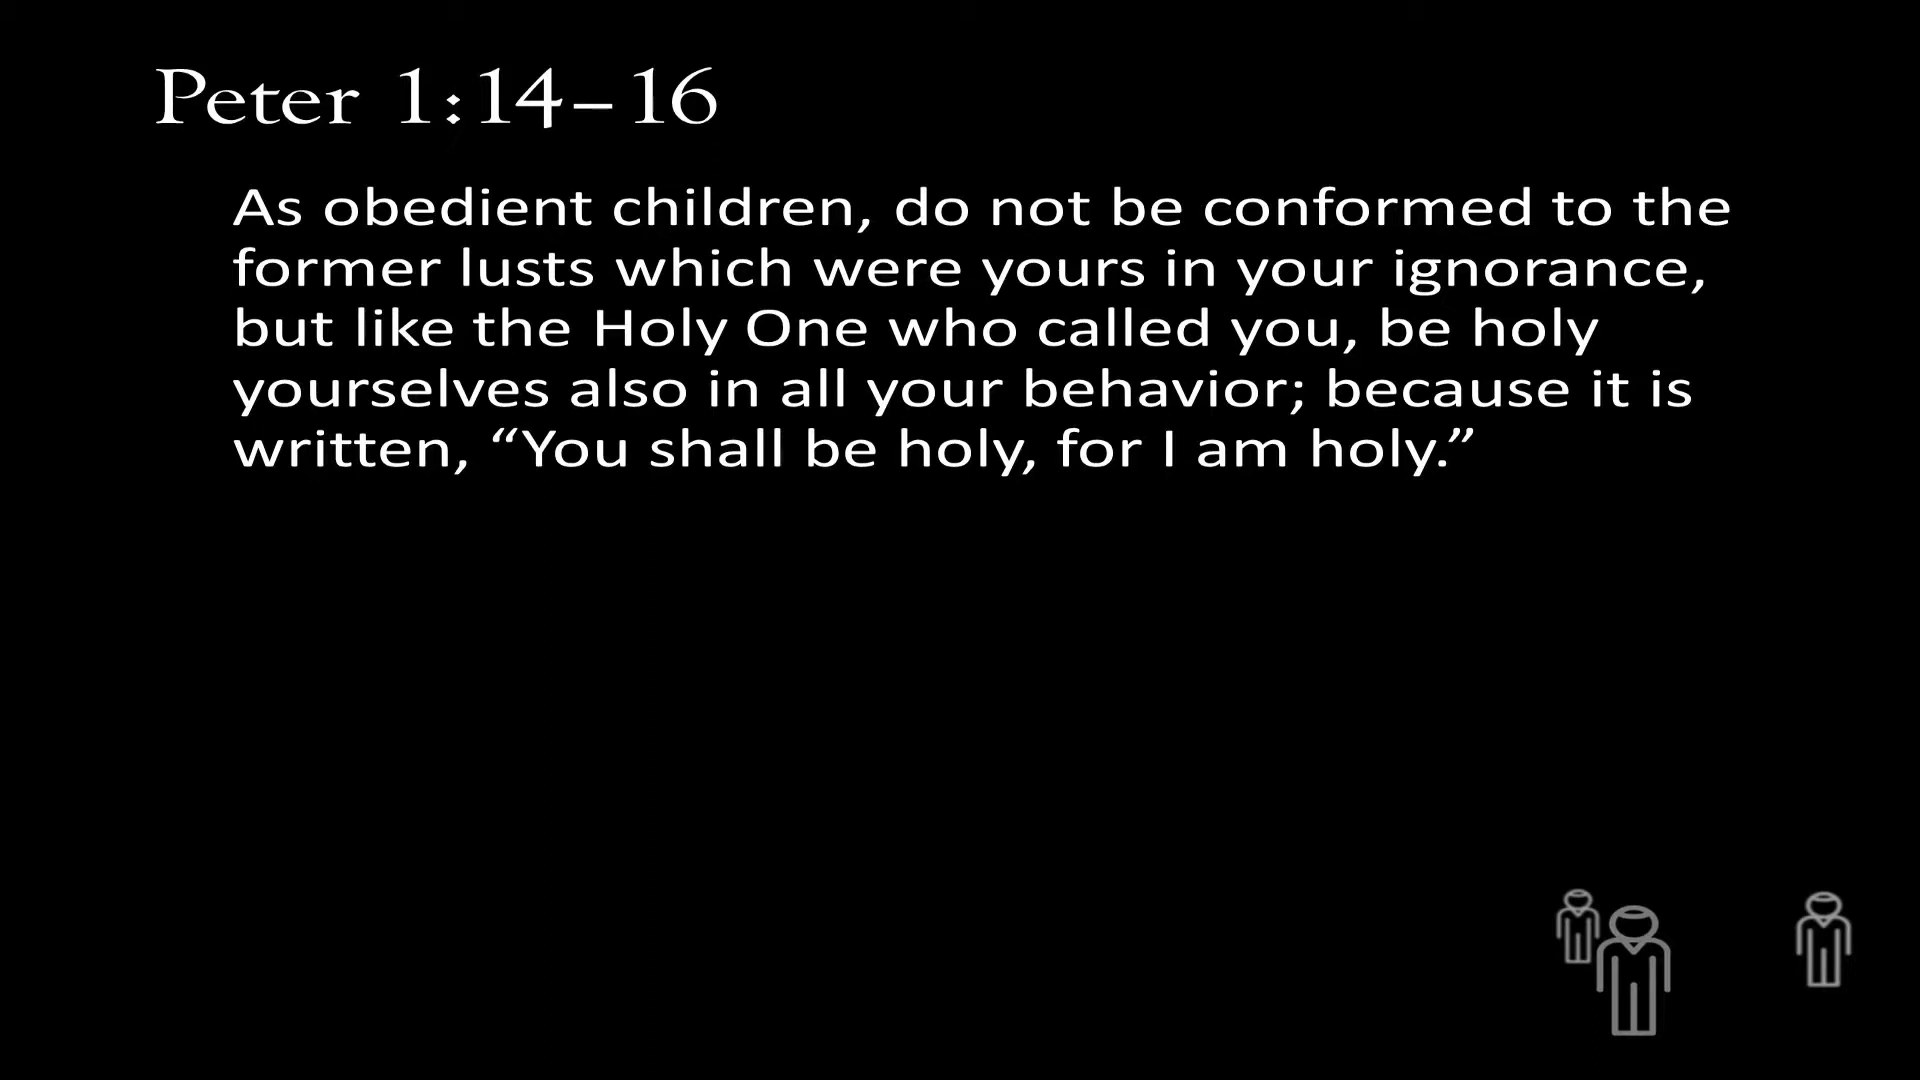 Peter 1:14–16
As obedient children, do not be conformed to the
former lusts which were yours in your ignorance,
but like the Holy One who called you, be holy
yourselves also in all your behavior; because it is
written, “You shall be holy, for I am holy.”